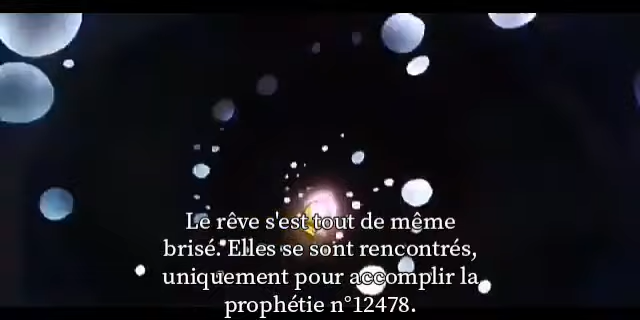 Le rêve s'est tout de même
brisé. Elles se sont rencontrés,
uniquement pour accomplir la
prophétie n°12478.